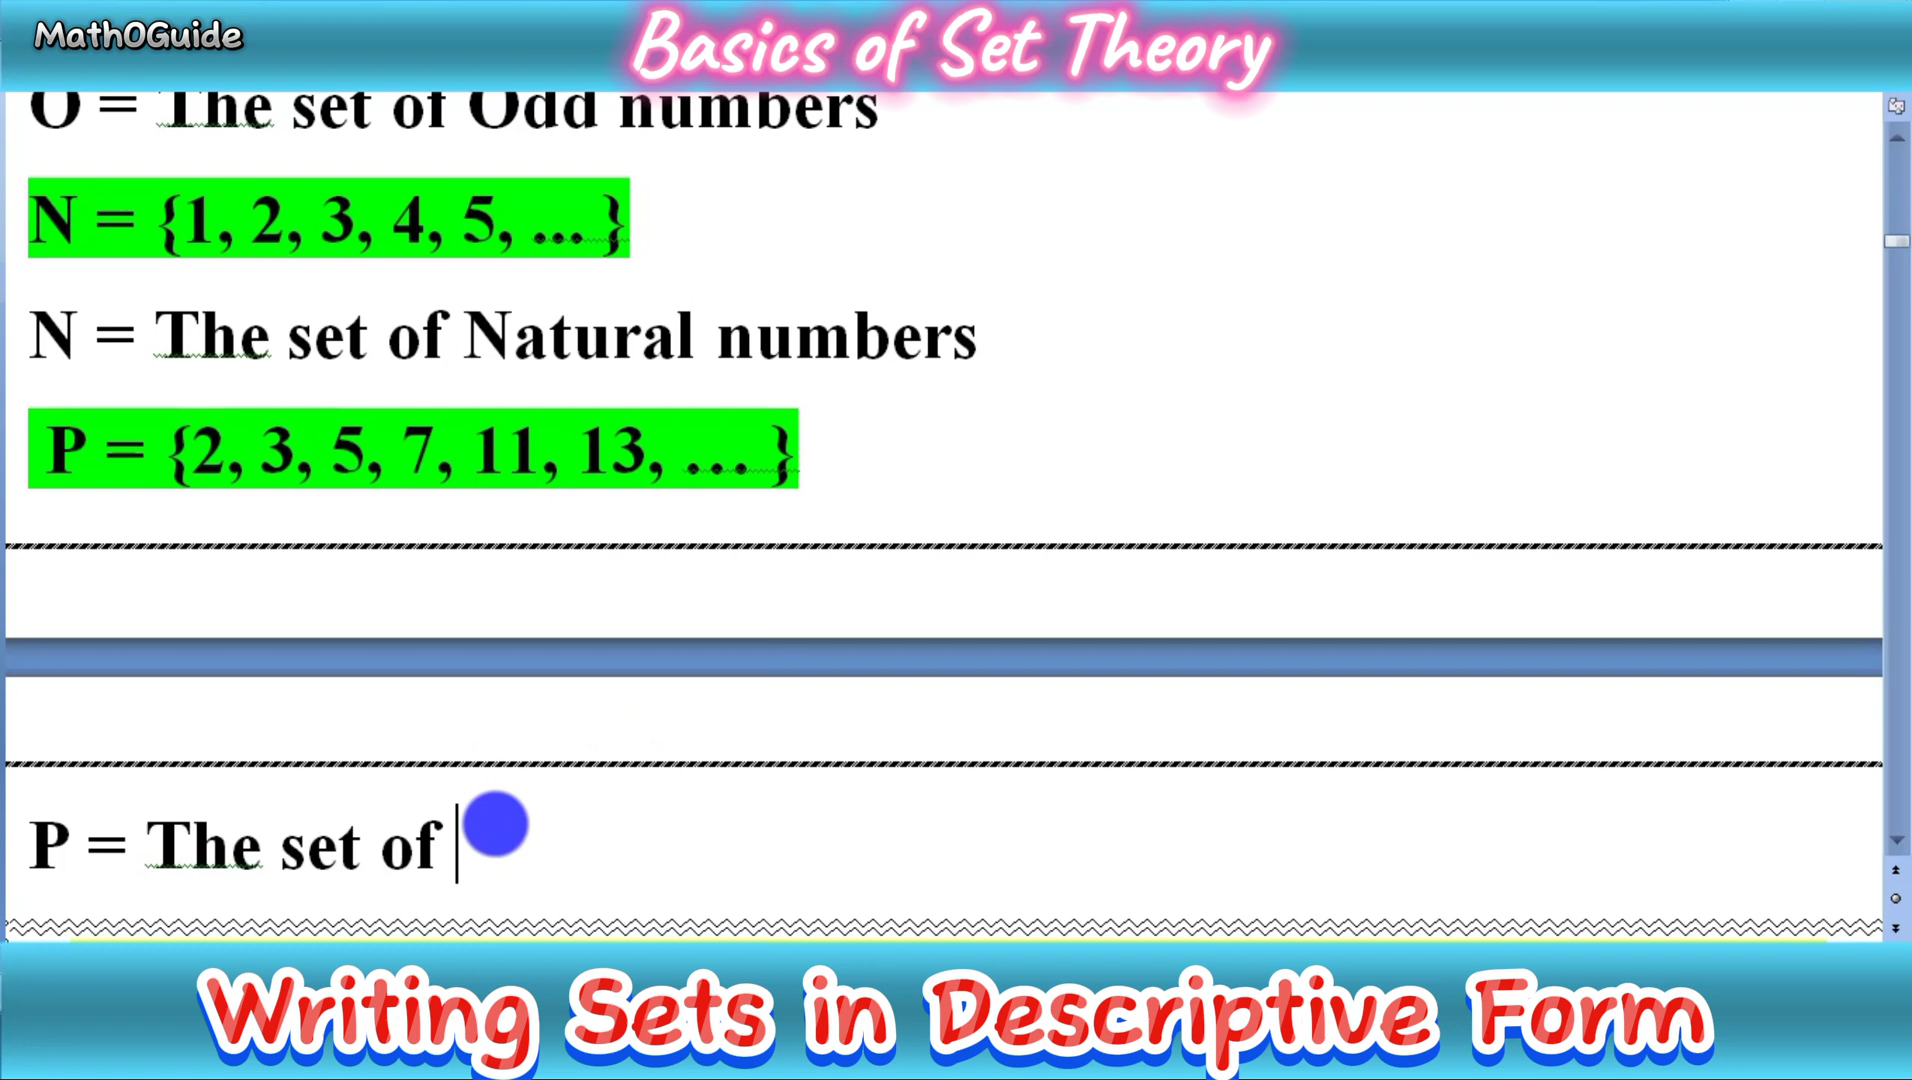 MathOGuide
Basics of Set Theory
O = The set of Odd numbers
N = {1, 2, 3, 4, 5, ... }
N = The set of Natural numbers
P = {2, 3, 5, 7, 11, 13, ... }
P = The set of
Writing Sets in Descriptive Form